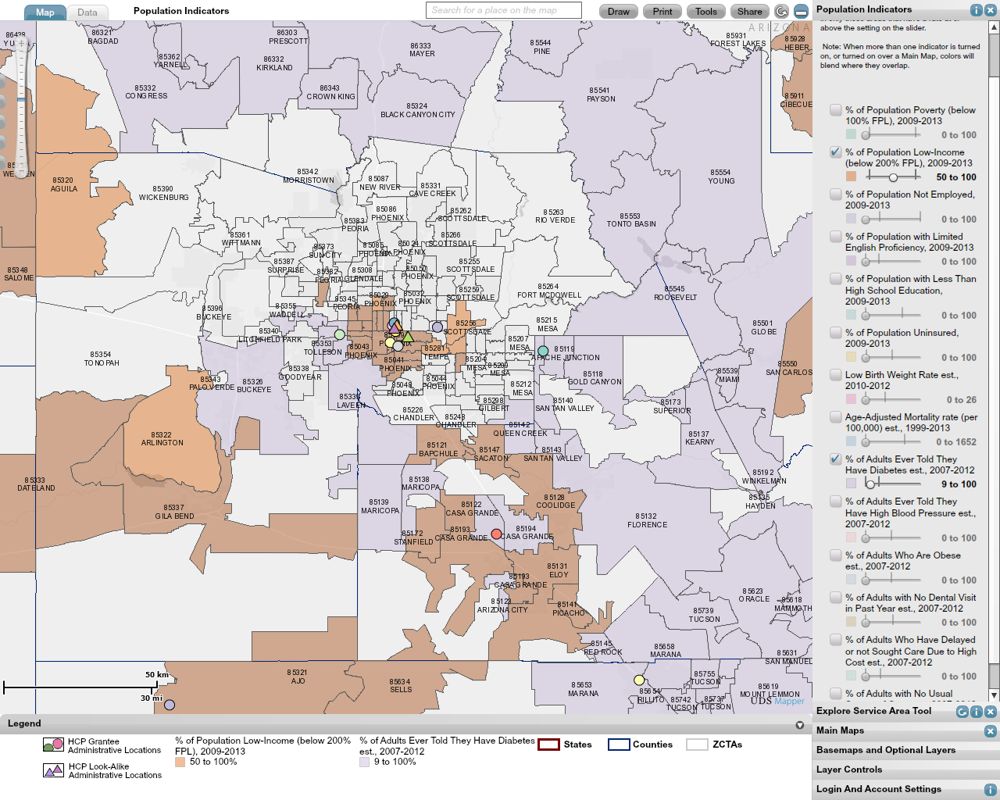 Map
Data
Population Indicators
Search for a place on the map
Draw
Print
Tools
Share
Population Indicators
above the setting on the slider.
Note: When more than one indicator is turned
on, or turned on over a Main Map, colors will
blend where they overlap.
% of Population Poverty (below
100% FPL), 2009-2013
0 to 100
% of Population Low-Income
(below 200% FPL), 2009-2013
50 to 100
% of Population Not Employed,
2009-2013
0 to 100
% of Population with Limited
English Proficiency, 2009-2013
0 to 100
% of Population with Less Than
High School Education,
2009-2013
0 to 100
% of Population Uninsured,
2009-2013
0 to 100
Low Birth Weight Rate est.,
2010-2012
0 to 26
Age-Adjusted Mortality rate (per
100,000) est., 1999-2013
0 to 1652
% of Adults Ever Told They
Have Diabetes est., 2007-2012
9 to 100
% of Adults Ever Told They
Have High Blood Pressure est.,
2007-2012
0 to 100
% of Adults Who Are Obese
est., 2007-2012
0 to 100
% of Adults with No Dental Visit
in Past Year est., 2007-2012
0 to 100
% of Adults Who Have Delayed
or not Sought Care Due to High
Cost est., 2007-2012
0 to 100
% of Adults with No Usual
Explore Service Area Tool
Main Maps
Basemaps and Optional Layers
Layer Controls
Login And Account Settings
ARIZONA
86321
BAGDAD
85362
YARNELL
86303
PRESCOTT
86332
KIRKLAND
86333
MAYER
85544
PINE
85931
FOREST LAKES
85928
HEBER
85332
CONGRESS
86343
CROWN KING
85324
BLACK CANYON CITY
85541
PAYSON
85911
CIBECUE
85320
AGUILA
85390
WICKENBURG
85342
MORRISTOWN
85087
NEW RIVER
85331
CAVE CREEK
85554
YOUNG
85086
PHOENIX
85262
SCOTTSDALE
85263
RIO VERDE
85553
TONTO BASIN
85383
PEORIA
85361
WITTMANN
85373
SUN CITY
85266
SCOTTSDALE
85348
SALOME
85387
SURPRISE
85382
PEORIA
85308
GLENDALE
85050
PHOENIX
85255
SCOTTSDALE
85345
PEORIA
85029
PHOENIX
85032
PHOENIX
85259
SCOTTSDALE
85264
FORT MCDOWELL
85545
ROOSEVELT
85396
BUCKEYE
85355
WADDELL
85256
SCOTTSDALE
85215
MESA
85501
GLOBE
85340
LITCHFIELD PARK
85353
TOLLESON
85043
PHOENIX
85281
TEMPE
85207
MESA
85119
APACHE JUNCTION
85354
TONOPAH
85041
PHOENIX
85204
MESA
85209
MESA
85118
GOLD CANYON
85539
MIAMI
85550
SAN CARLOS
85343
PALO VERDE
85326
BUCKEYE
85338
GOODYEAR
85048
PHOENIX
85044
PHOENIX
85212
MESA
85339
LAVEEN
85226
CHANDLER
85298
GILBERT
85140
SAN TAN VALLEY
85173
SUPERIOR
85249
CHANDLER
85142
QUEEN CREEK
85322
ARLINGTON
85121
BAPCHULE
85147
SACATON
85143
SAN TAN VALLEY
85137
KEARNY
85333
DATELAND
85138
MARICOPA
85192
WINKELMAN
85337
GILA BEND
85139
MARICOPA
85122
CASA GRANDE
85128
COOLIDGE
85135
HAYDEN
85172
STANFIELD
85193
CASA GRANDE
85194
CASA GRANDE
85132
FLORENCE
85131
ELOY
85193
CASA GRANDE
85123
ARIZONA CITY
85141
PICACHO
85623
ORACLE
85618
MAMMOTH
85739
TUCSON
85145
RED ROCK
85658
MARANA
85631
SAN MANUEL
85321
AJO
85634
SELLS
85653
MARANA
85654
RILLITO
85755
TUCSON
85742
TUCSON
85737
TUCSON
85619
MOUNT LEMMON
UDS Mapper
50 km
30 mi
Legend
HCP Grantee
Administrative Locations
HCP Look-Alike
Administrative Locations
% of Population Low-Income (below 200%
FPL), 2009-2013
50 to 100%
% of Adults Ever Told They Have Diabetes
est., 2007-2012
9 to 100%
States
Counties
ZCTAs